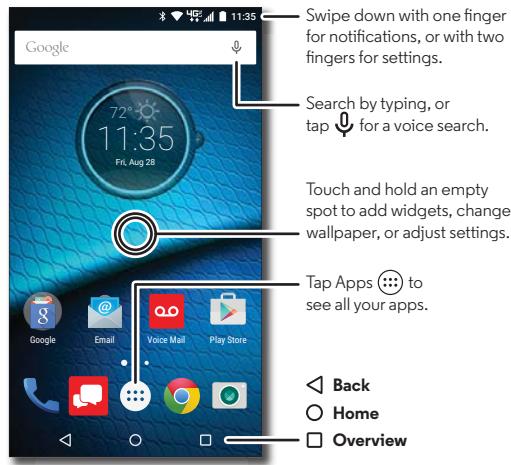 4G 11:35
Google
72°
11:35
Fri, Aug 28
Google Email Voice Mail Play Store
Swipe down with one finger
for notifications, or with two
fingers for settings.
Search by typing, or
tap for a voice search.
Touch and hold an empty
spot to add widgets, change
wallpaper, or adjust settings.
Tap Apps to
see all your apps.
Back
Home
Overview